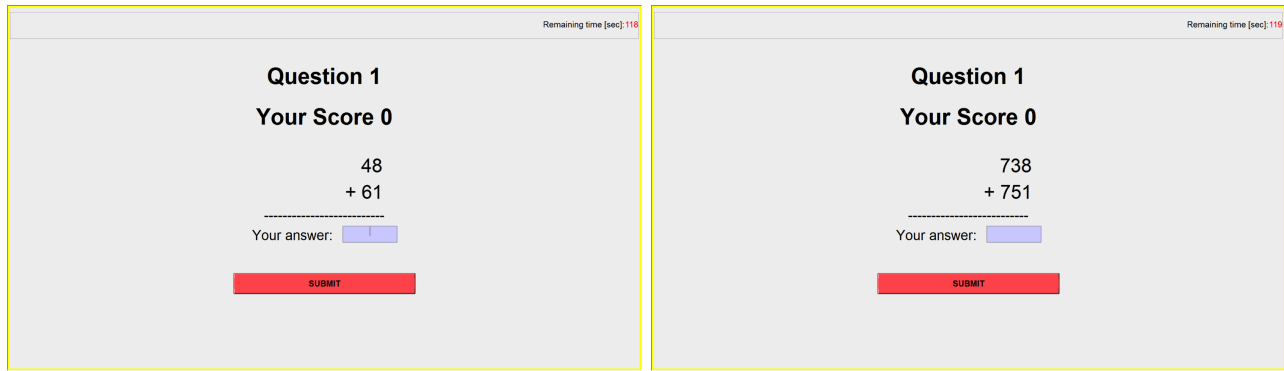 Remaining time [sec]:118
Question 1
Your Score 0
48
+ 61
--------------------------
Your answer:
SUBMIT
Remaining time [sec]:119
Question 1
Your Score 0
738
+ 751
--------------------------
Your answer:
SUBMIT